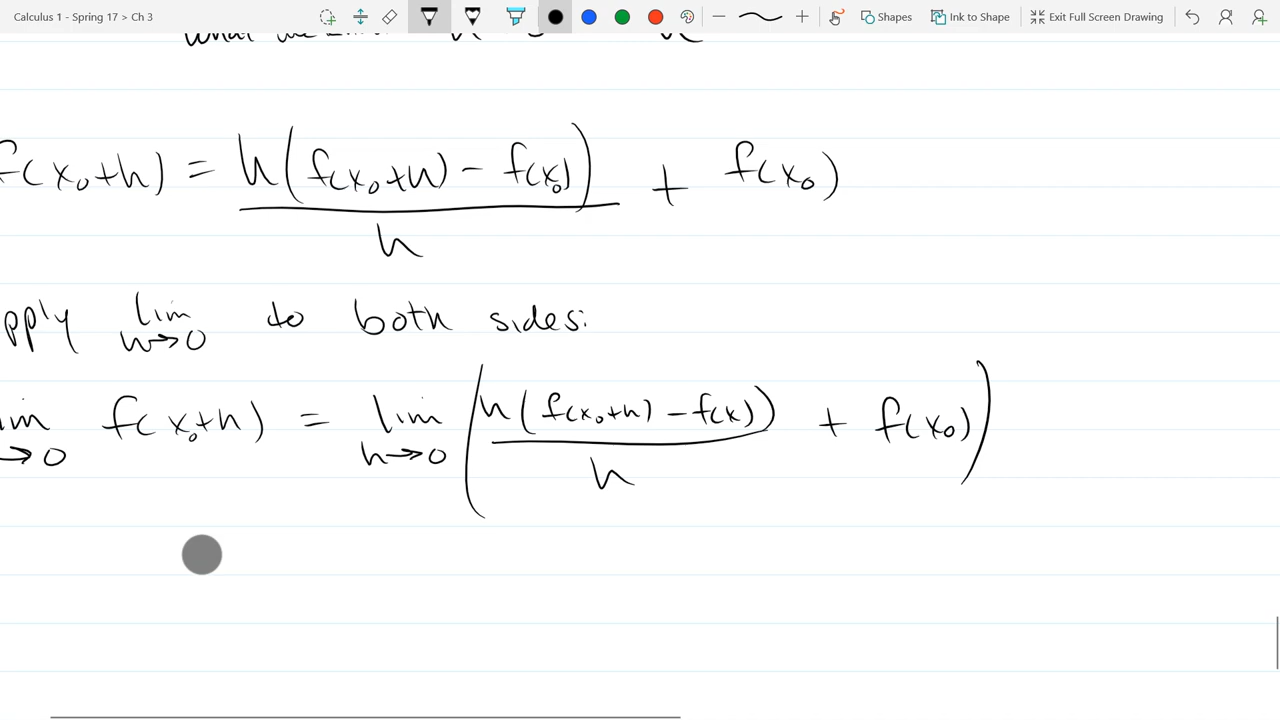 Calculus 1 - Spring 17 > Ch 3
Shapes
Ink to Shape
Exit Full Screen Drawing
What
f(x₀+h) = h(f(x₀+h) - f(x₀)) + f(x₀)
h
pply lim to both sides:
h→0
im f(x₀+h) = lim (h(f(x₀+h) - f(x)) + f(x₀))
→0 h→0 h